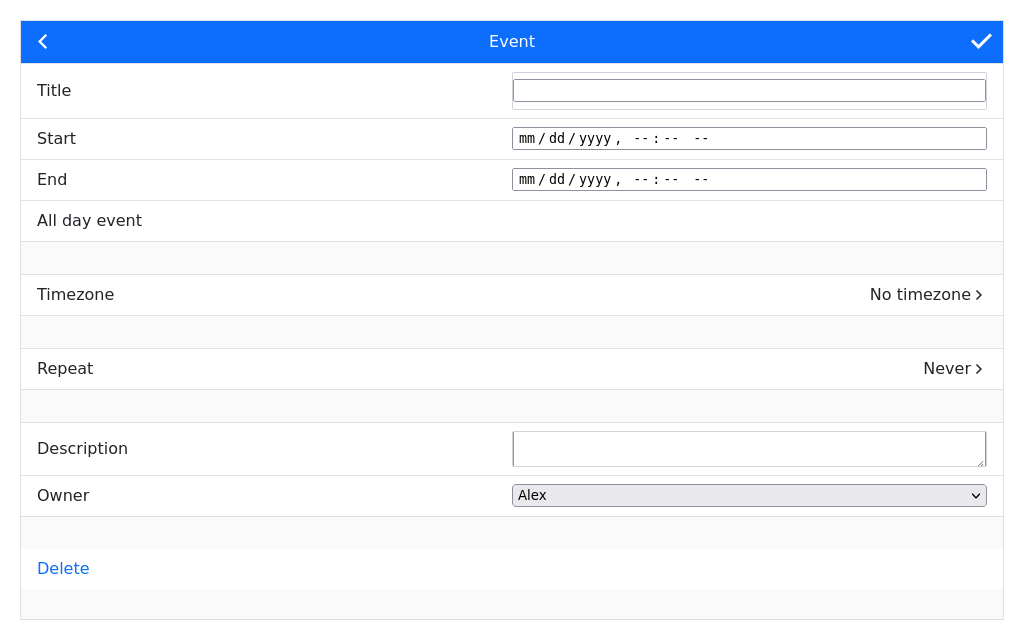 Event
Title
Start mm/dd/yyyy, --:-- --
End mm/dd/yyyy, --:-- --
All day event
Timezone No timezone
Repeat Never
Description
Owner Alex
Delete